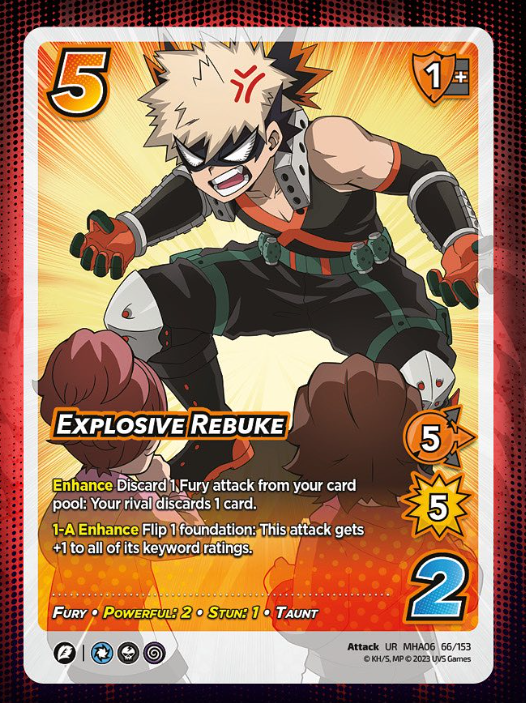 5
1 +
EXPLOSIVE REBUKE
5
Enhance Discard 1 Fury attack from your card
pool: Your rival discards 1 card.
5
1-A Enhance Flip 1 foundation: This attack gets
+1 to all of its keyword ratings.
2
FURY • POWERFUL: 2 • STUN: 1 • TAUNT
Attack UR MHA06 66/153
© KH/S, MP © 2023 UVS Games